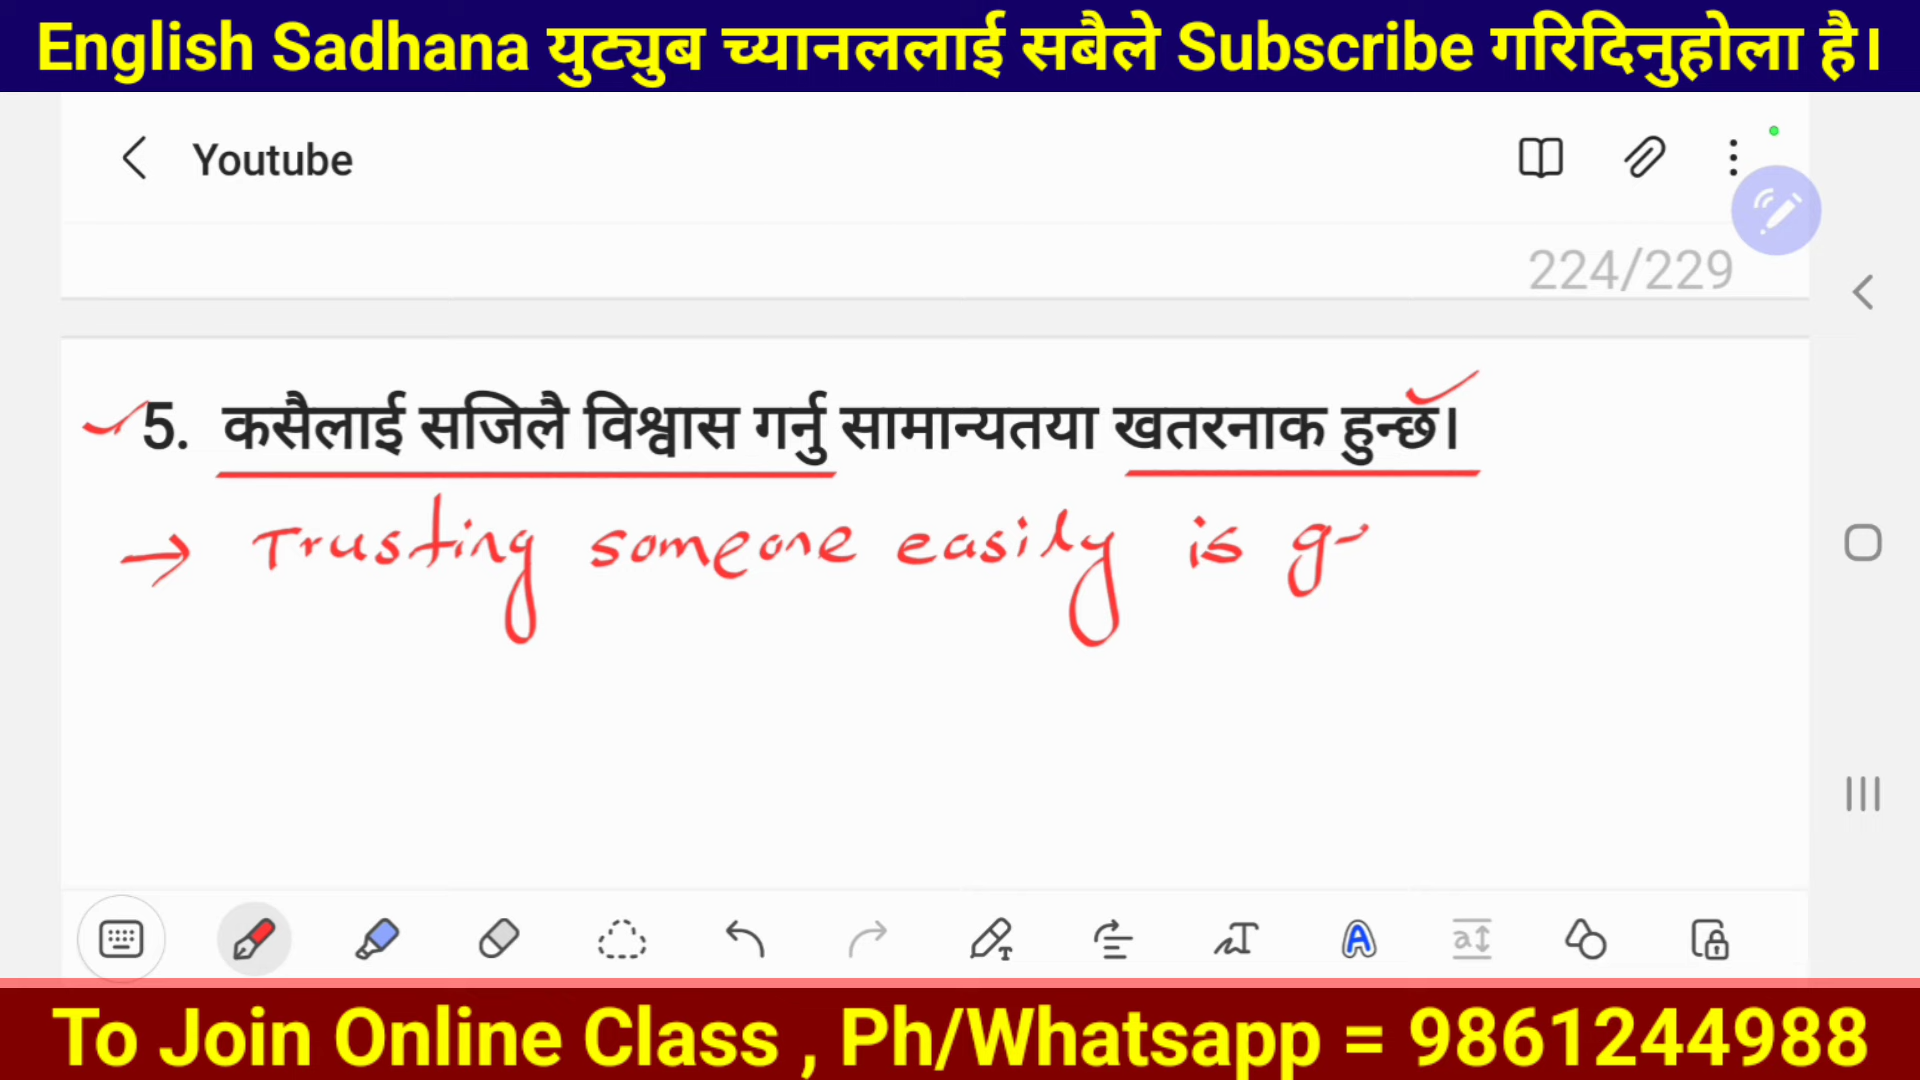 English Sadhana युट्युब च्यानललाई सबैले Subscribe गरिदिनुहोला है।
Youtube
224/229
5. कसैलाई सजिलै विश्वास गर्नु सामान्यतया खतरनाक हुन्छ।
→ Trusting someone easily is g
To Join Online Class , Ph/Whatsapp = 9861244988